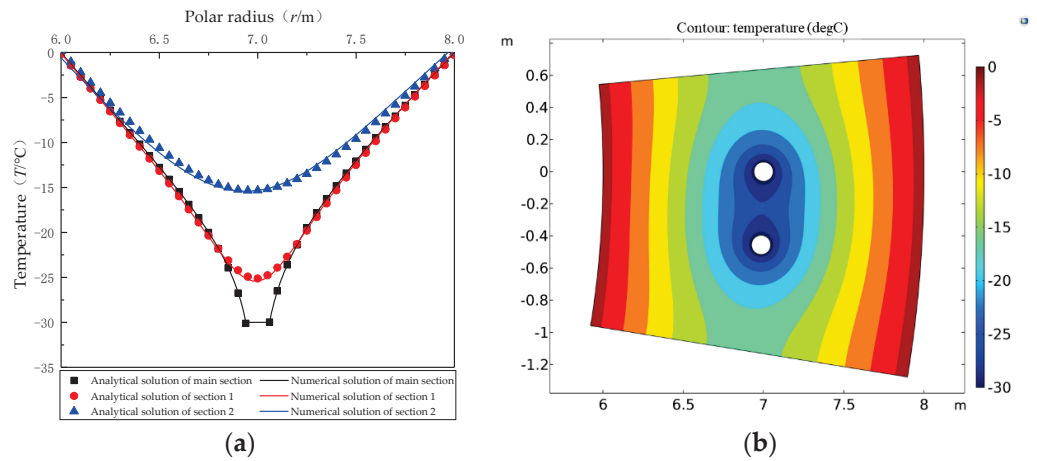 (a)
Polar radius（r/m）
6.0 6.5 7.0 7.5 8.0
0
−5
−10
−15
−20
−25
−30
−35
Temperature（T/℃）
Analytical solution of main section Numerical solution of main section
Analytical solution of section 1 Numerical solution of section 1
Analytical solution of section 2 Numerical solution of section 2
(a)
Contour: temperature (degC)
m
0.6
0.4
0.2
0
-0.2
-0.4
-0.6
-0.8
-1
-1.2
6 6.5 7 7.5 8 m
0
-5
-10
-15
-20
-25
-30
(b)